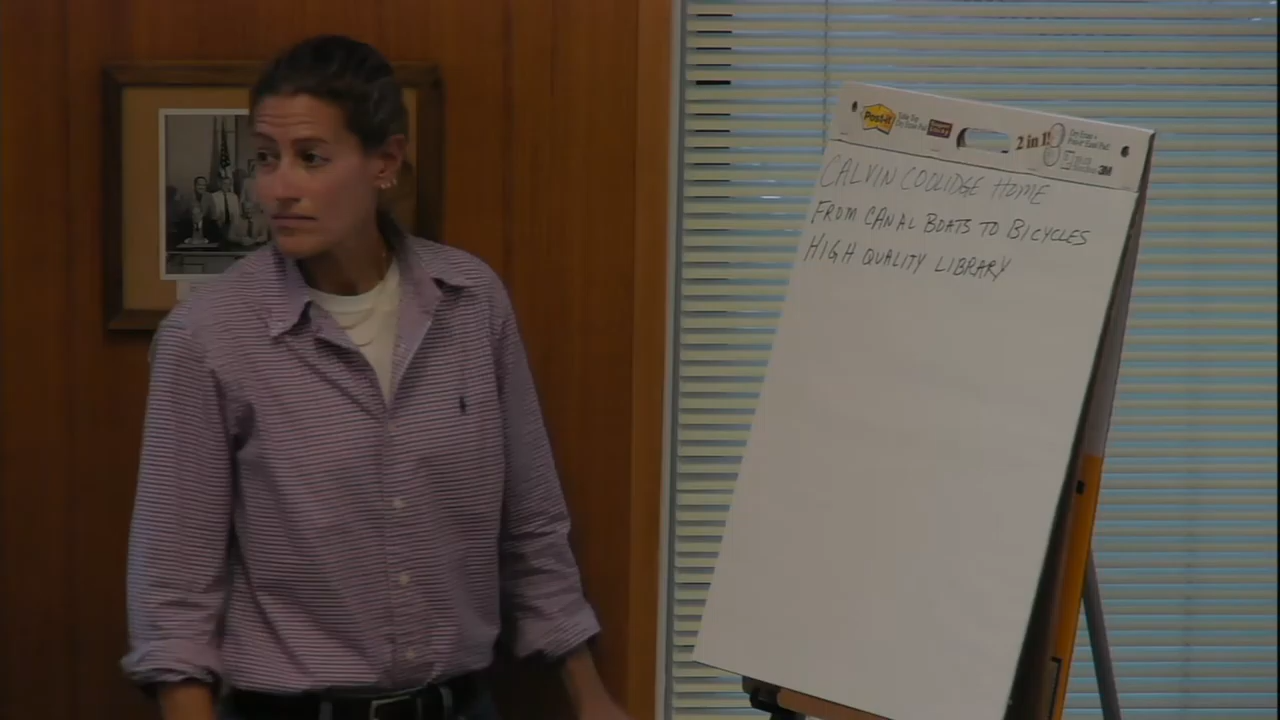 Post-it
2 in 1!
3M
CALVIN COOLIDGE HOME
FROM CANAL BOATS TO BICYCLES
HIGH QUALITY LIBRARY